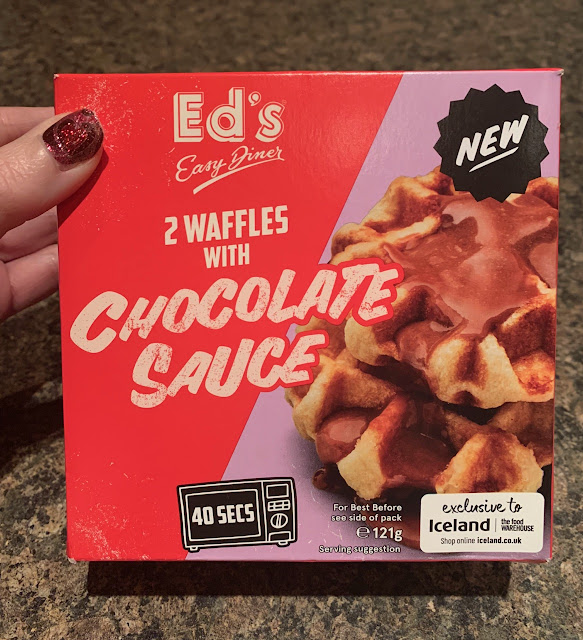 Ed's
Easy Diner
NEW
2 WAFFLES
WITH
CHOCOLATE
SAUCE
40 SECS
For Best Before
see side of pack
℮ 121g
Serving suggestion
exclusive to
Iceland | the food WAREHOUSE
Shop online iceland.co.uk